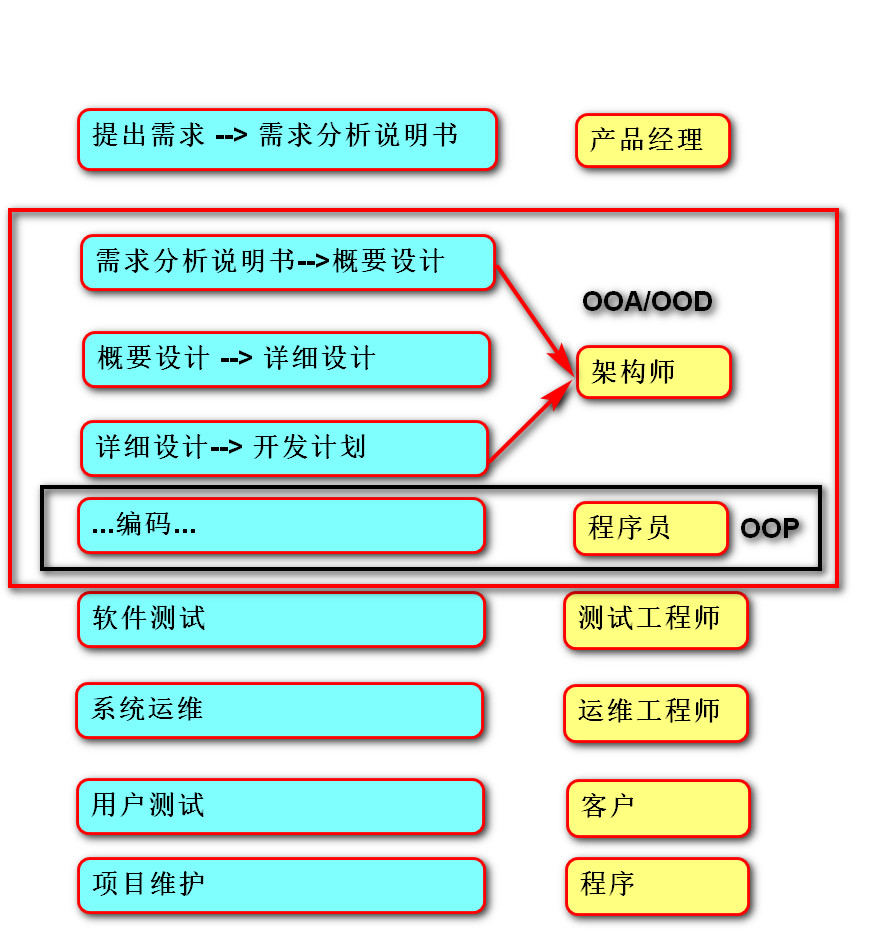 提出需求 --> 需求分析说明书
产品经理
需求分析说明书-->概要设计
OOA/OOD
概要设计 --> 详细设计
架构师
详细设计--> 开发计划
...编码...
程序员
OOP
软件测试
测试工程师
系统运维
运维工程师
用户测试
客户
项目维护
程序